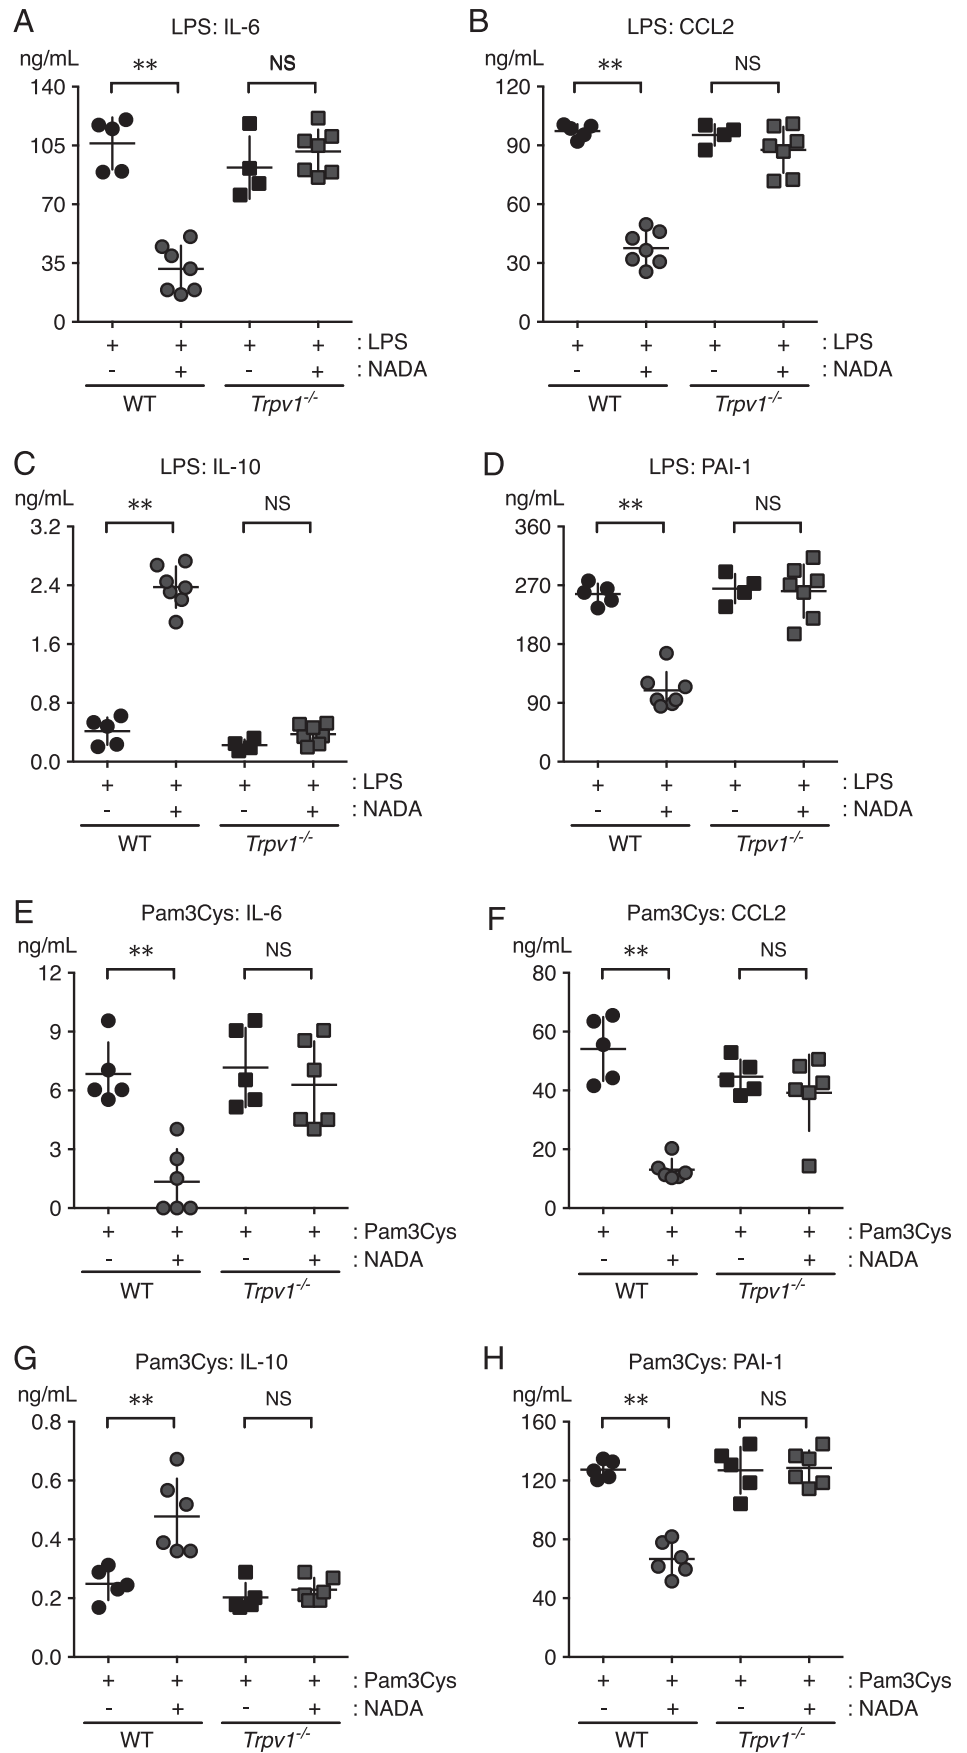 A
LPS: IL-6
ng/mL
**
NS
140
105
70
35
0
+ + + + : LPS
- + - + : NADA
WT Trpv1-/-
B
LPS: CCL2
ng/mL
**
NS
120
90
60
30
0
+ + + + : LPS
- + - + : NADA
WT Trpv1-/-
C
LPS: IL-10
ng/mL
**
NS
3.2
2.4
1.6
0.8
0.0
+ + + + : LPS
- + - + : NADA
WT Trpv1-/-
D
LPS: PAI-1
ng/mL
**
NS
360
270
180
90
0
+ + + + : LPS
- + - + : NADA
WT Trpv1-/-
E
Pam3Cys: IL-6
ng/mL
**
NS
12
9
6
3
0
+ + + + : Pam3Cys
- + - + : NADA
WT Trpv1-/-
F
Pam3Cys: CCL2
ng/mL
**
NS
80
60
40
20
0
+ + + + : Pam3Cys
- + - + : NADA
WT Trpv1-/-
G
Pam3Cys: IL-10
ng/mL
**
NS
0.8
0.6
0.4
0.2
0.0
+ + + + : Pam3Cys
- + - + : NADA
WT Trpv1-/-
H
Pam3Cys: PAI-1
ng/mL
**
NS
160
120
80
40
0
+ + + + : Pam3Cys
- + - + : NADA
WT Trpv1-/-